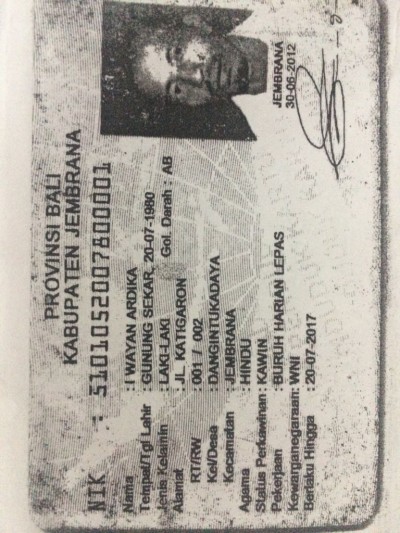 PROVINSI BALI
KABUPATEN JEMBRANA
NIK : 5101052007800001
Nama : I WAYAN ARDIKA
Tempat/Tgl Lahir : GUNUNG SEKAR, 20-07-1980
Jenis Kelamin : LAKI-LAKI Gol. Darah : AB
Alamat : JL. KATIGARON
RT/RW : 001 / 002
Kel/Desa : DANGINTUKADAYA
Kecamatan : JEMBRANA
Agama : HINDU
Status Perkawinan : KAWIN
Pekerjaan : BURUH HARIAN LEPAS
Kewarganegaraan: WNI
Berlaku Hingga : 20-07-2017
JEMBRANA
30-06-2012